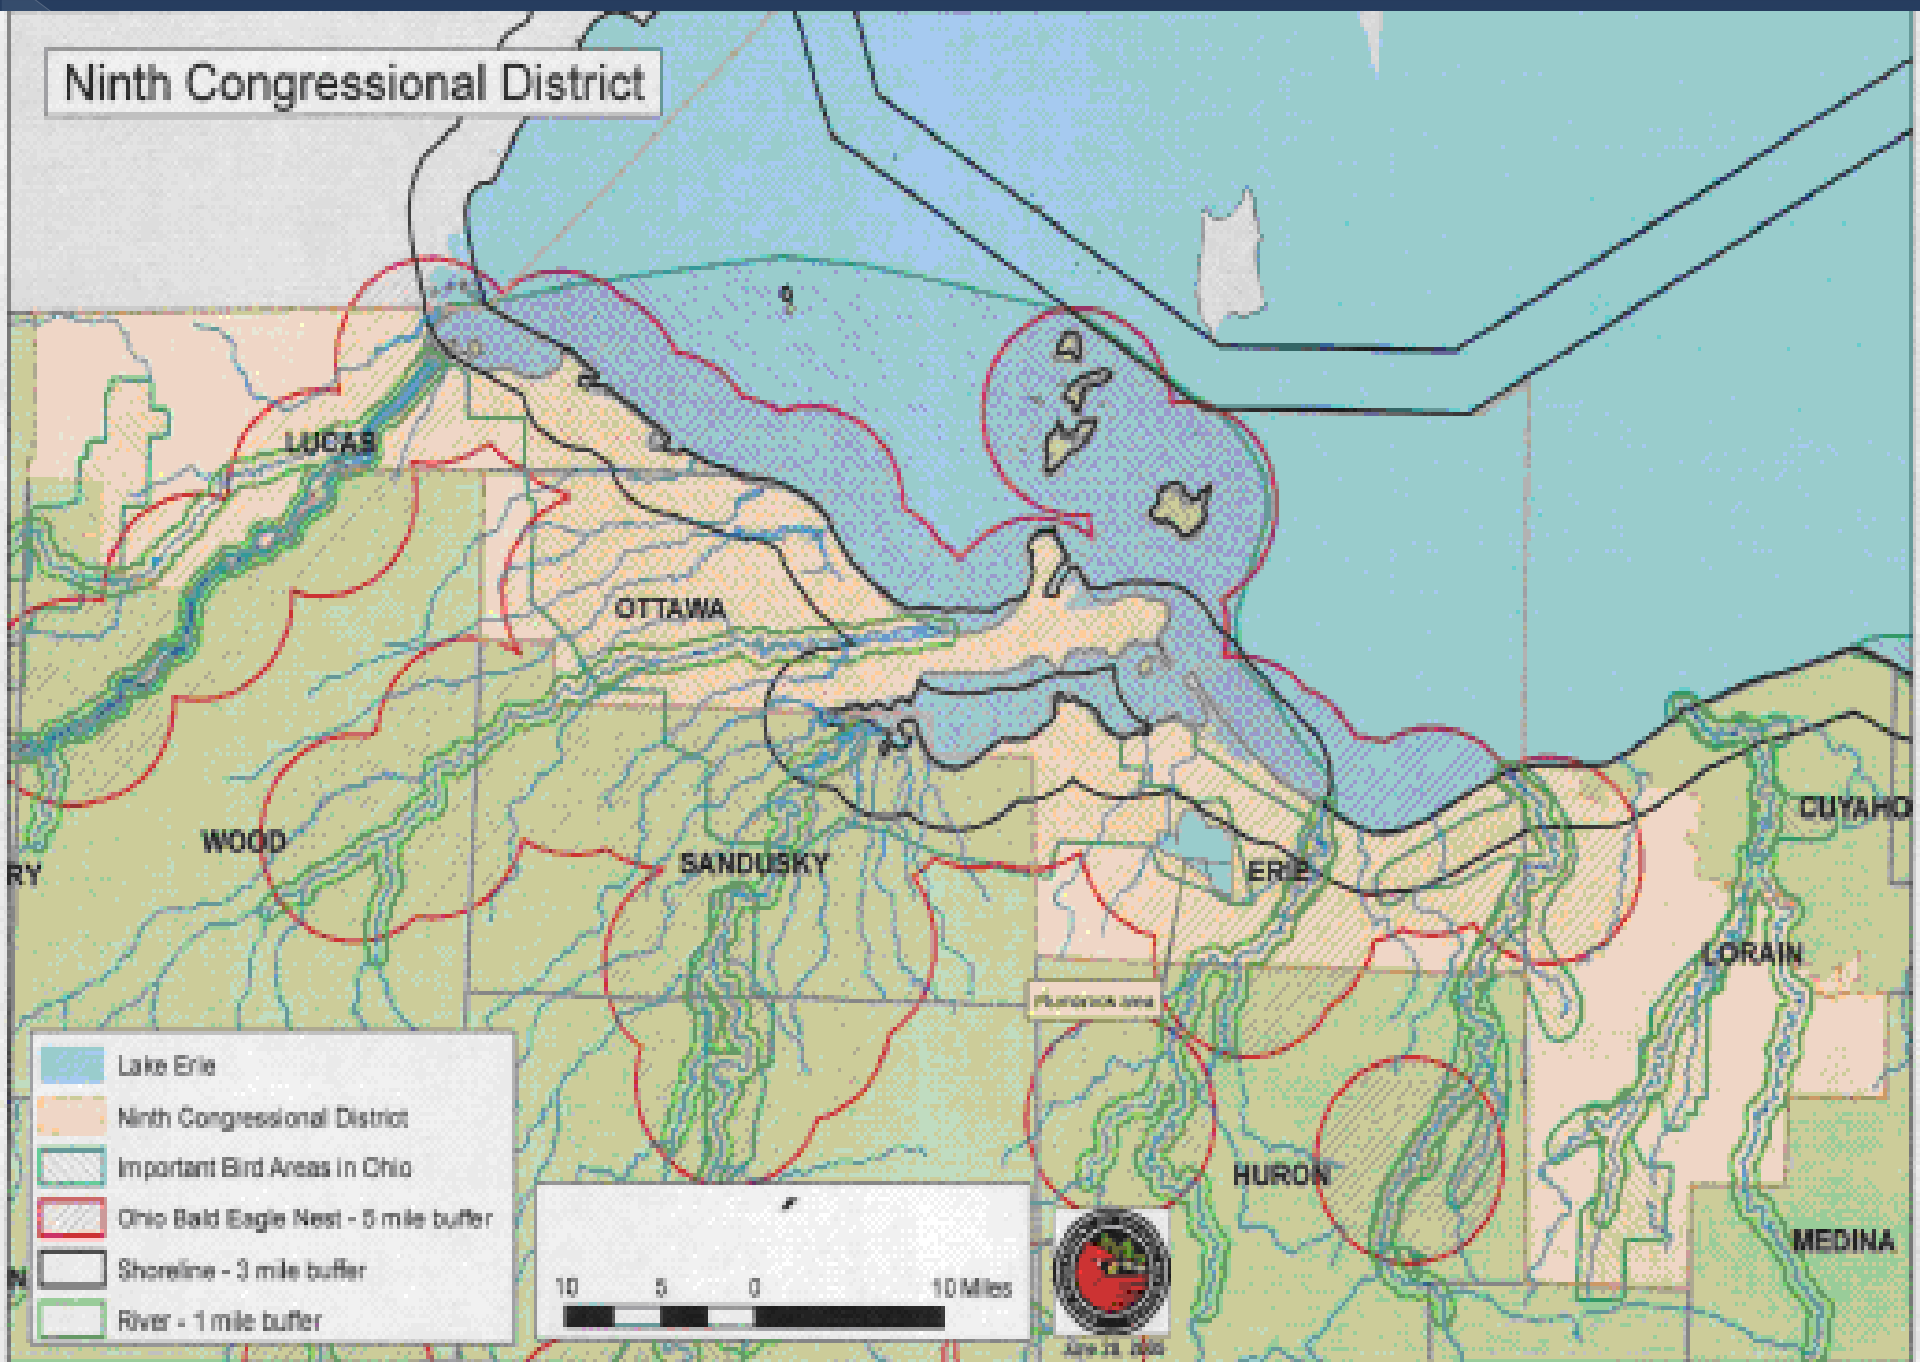 Ninth Congressional District
LUCAS
OTTAWA
WOOD
SANDUSKY
ERIE
CUYAHO
RY
LORAIN
HURON
MEDINA
N
Lake Erie
Ninth Congressional District
Important Bird Areas in Ohio
Ohio Bald Eagle Nest - 5 mile buffer
Shoreline - 3 mile buffer
River - 1 mile buffer
10 5 0 10 Miles